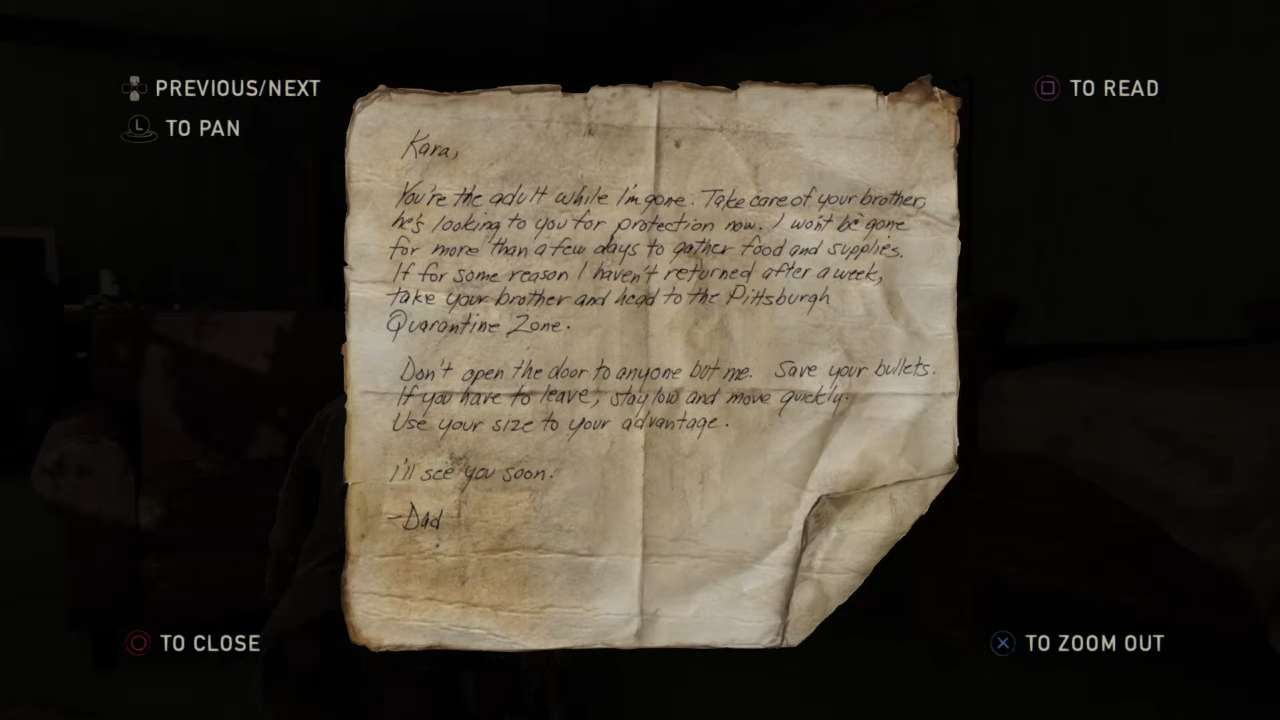 PREVIOUS/NEXT
L TO PAN
TO READ
Kara,
You're the adult while I'm gone. Take care of your brother,
he's looking to you for protection now. I won't be gone
for more than a few days to gather food and supplies.
If for some reason I haven't returned after a week,
take your brother and head to the Pittsburgh
Quarantine Zone.
Don't open the door to anyone but me. Save your bullets.
If you have to leave, stay low and move quickly.
Use your size to your advantage.
I'll see you soon.
-Dad
TO CLOSE
TO ZOOM OUT